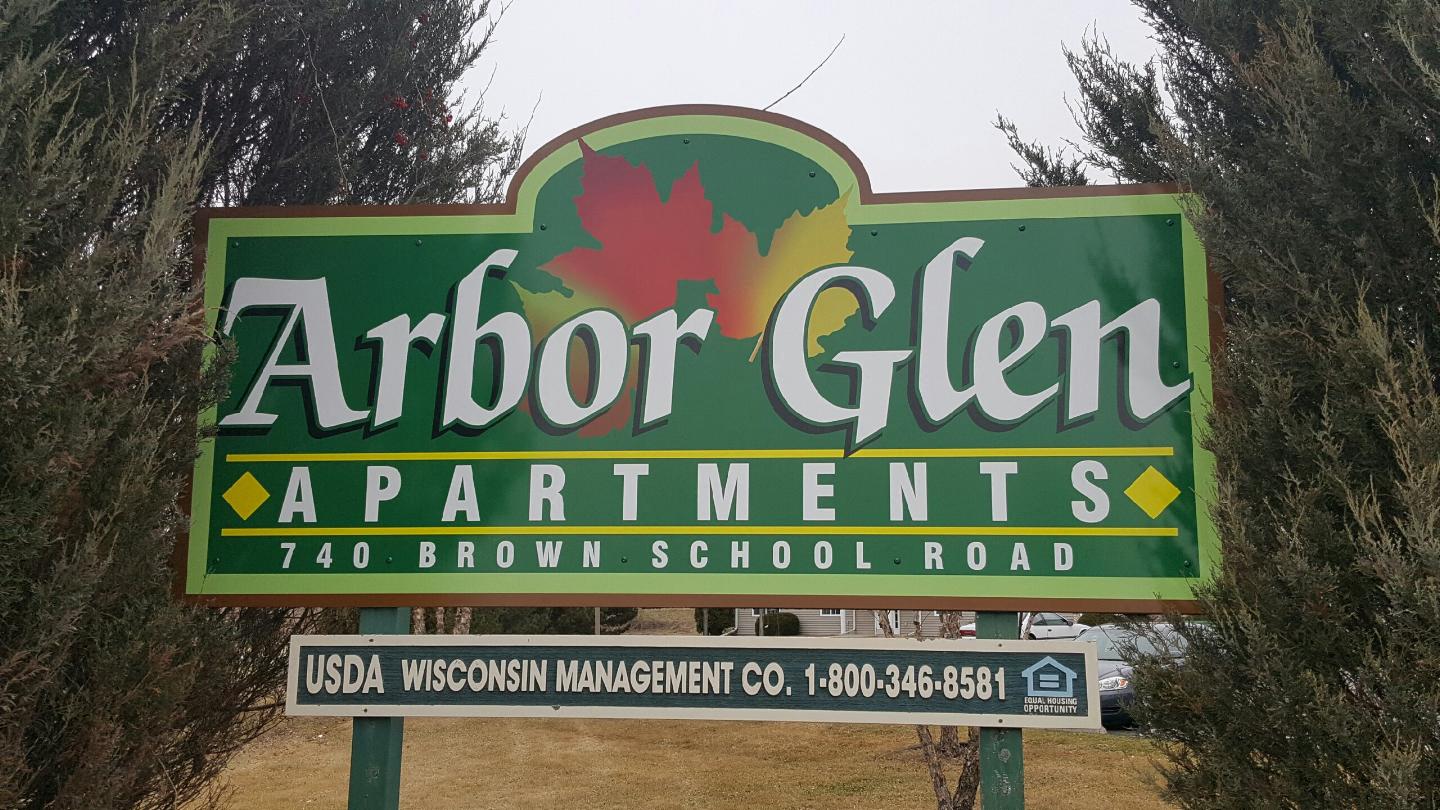 Arbor Glen
APARTMENTS
740 BROWN SCHOOL ROAD
USDA WISCONSIN MANAGEMENT CO. 1-800-346-8581
EQUAL HOUSING
OPPORTUNITY